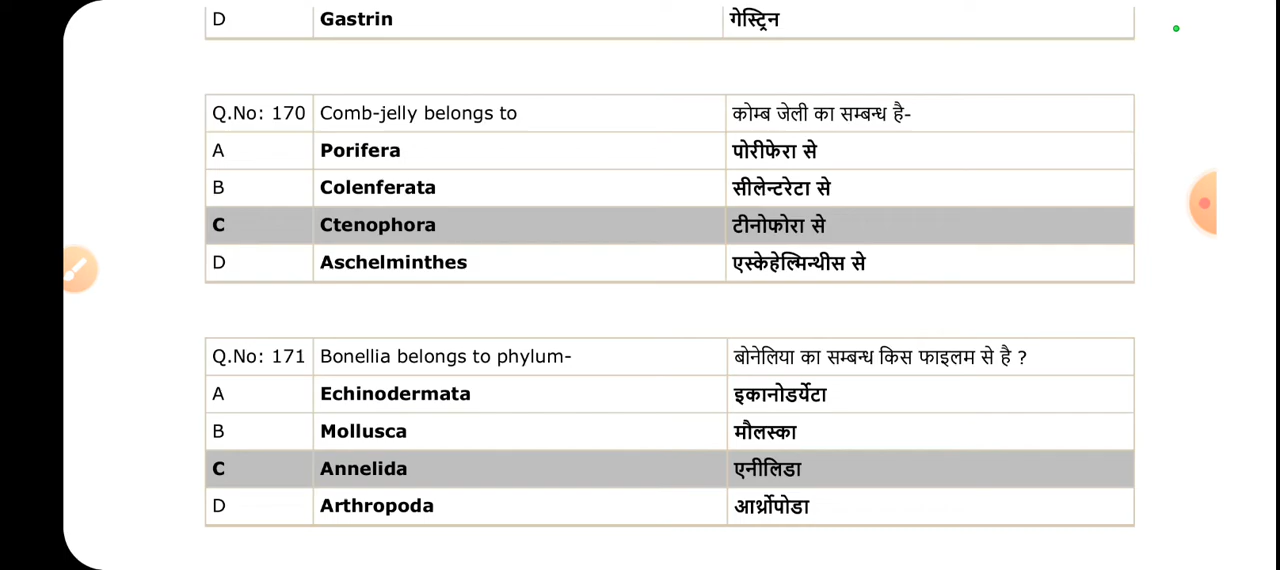 D Gastrin गेस्ट्रिन
Q.No: 170 Comb-jelly belongs to कोम्ब जेली का सम्बन्ध है-
A Porifera पोरीफेरा से
B Colenferata सीलेन्टरेटा से
C Ctenophora टीनोफोरा से
D Aschelminthes एस्केहेल्मिन्थीस से
Q.No: 171 Bonellia belongs to phylum- बोनेलिया का सम्बन्ध किस फाइलम से है ?
A Echinodermata इकानोडर्येटा
B Mollusca मौलस्का
C Annelida एनीलिडा
D Arthropoda आर्थ्रोपोडा